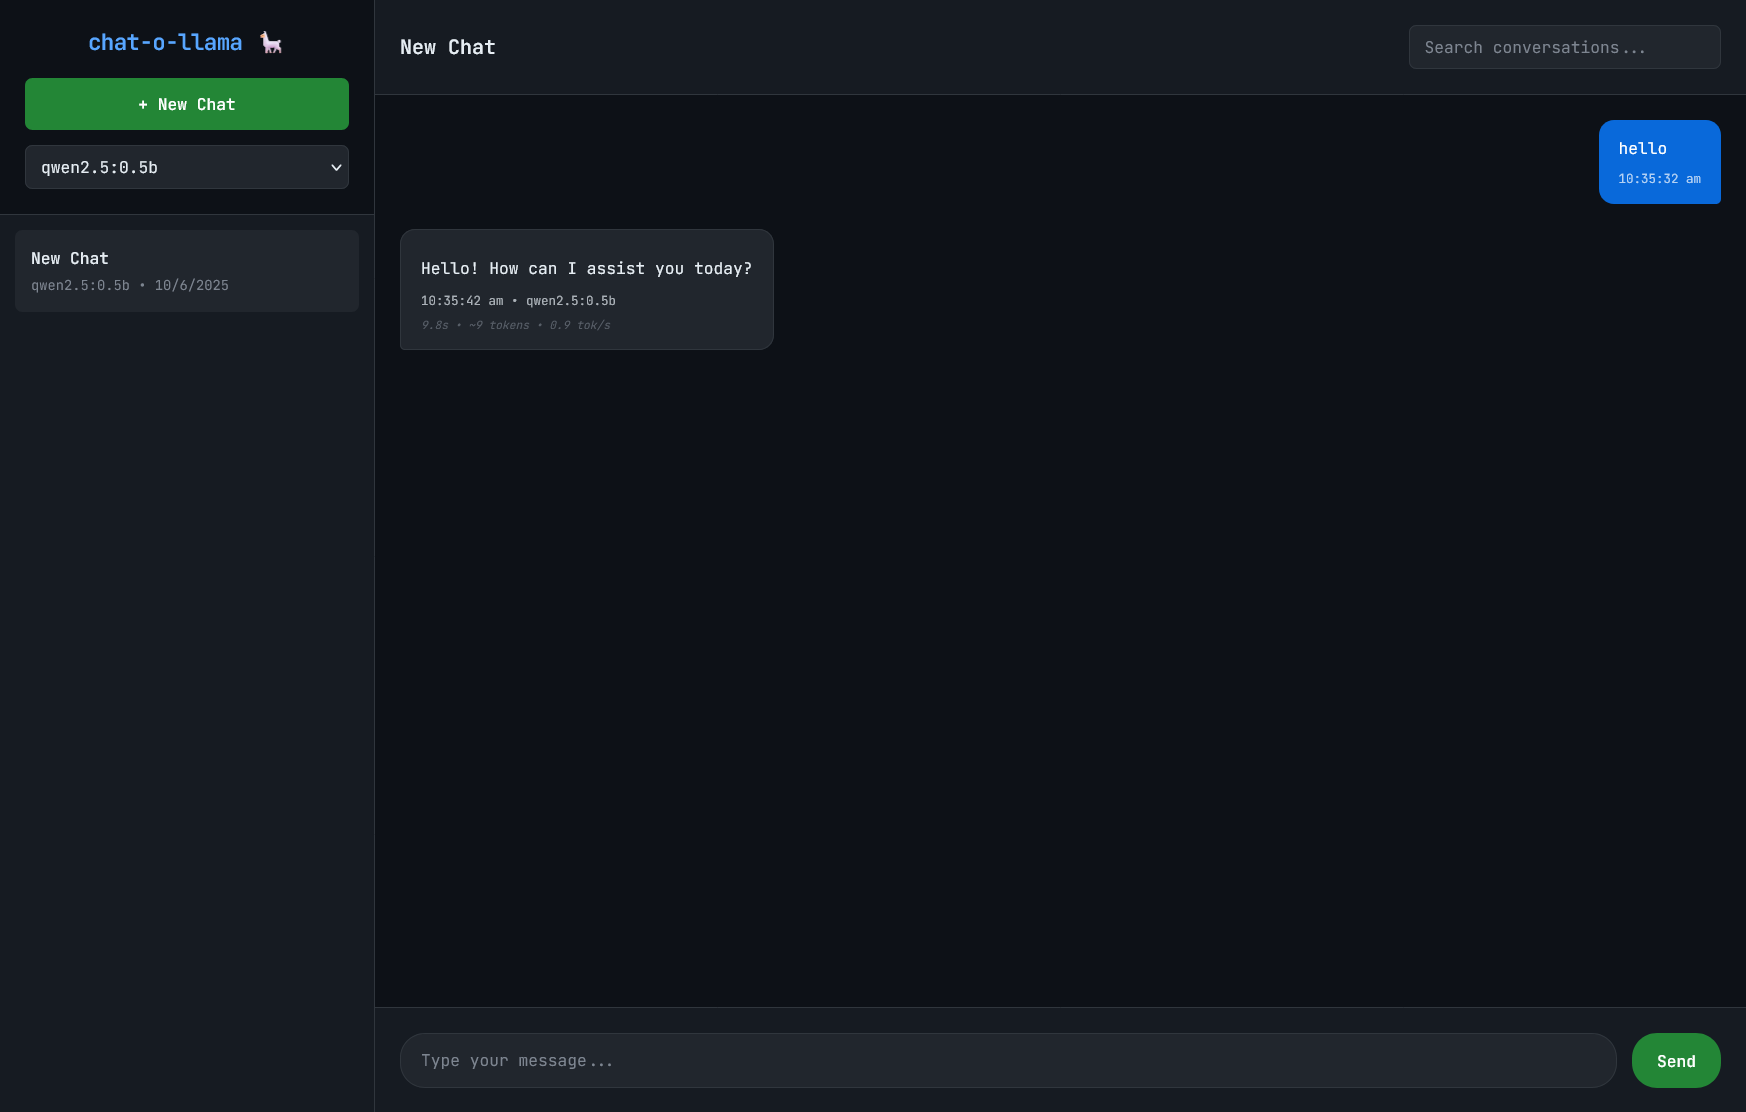 chat-o-llama 🦙
+ New Chat
qwen2.5:0.5b
New Chat
qwen2.5:0.5b • 10/6/2025
New Chat
Search conversations...
hello
10:35:32 am
Hello! How can I assist you today?
10:35:42 am • qwen2.5:0.5b
9.8s • ~9 tokens • 0.9 tok/s
Type your message...
Send